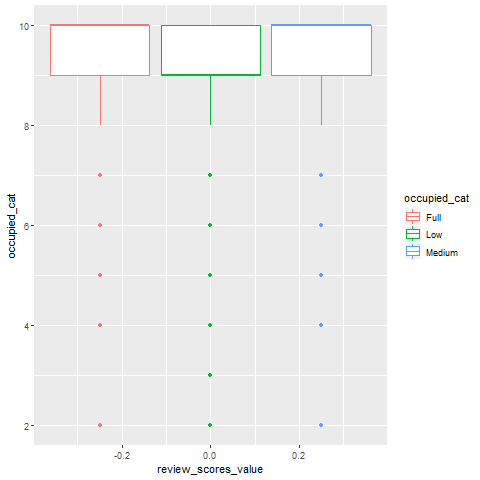 10
8
6
4
2
occupied_cat
-0.2
0.0
0.2
review_scores_value
occupied_cat
Full
Low
Medium